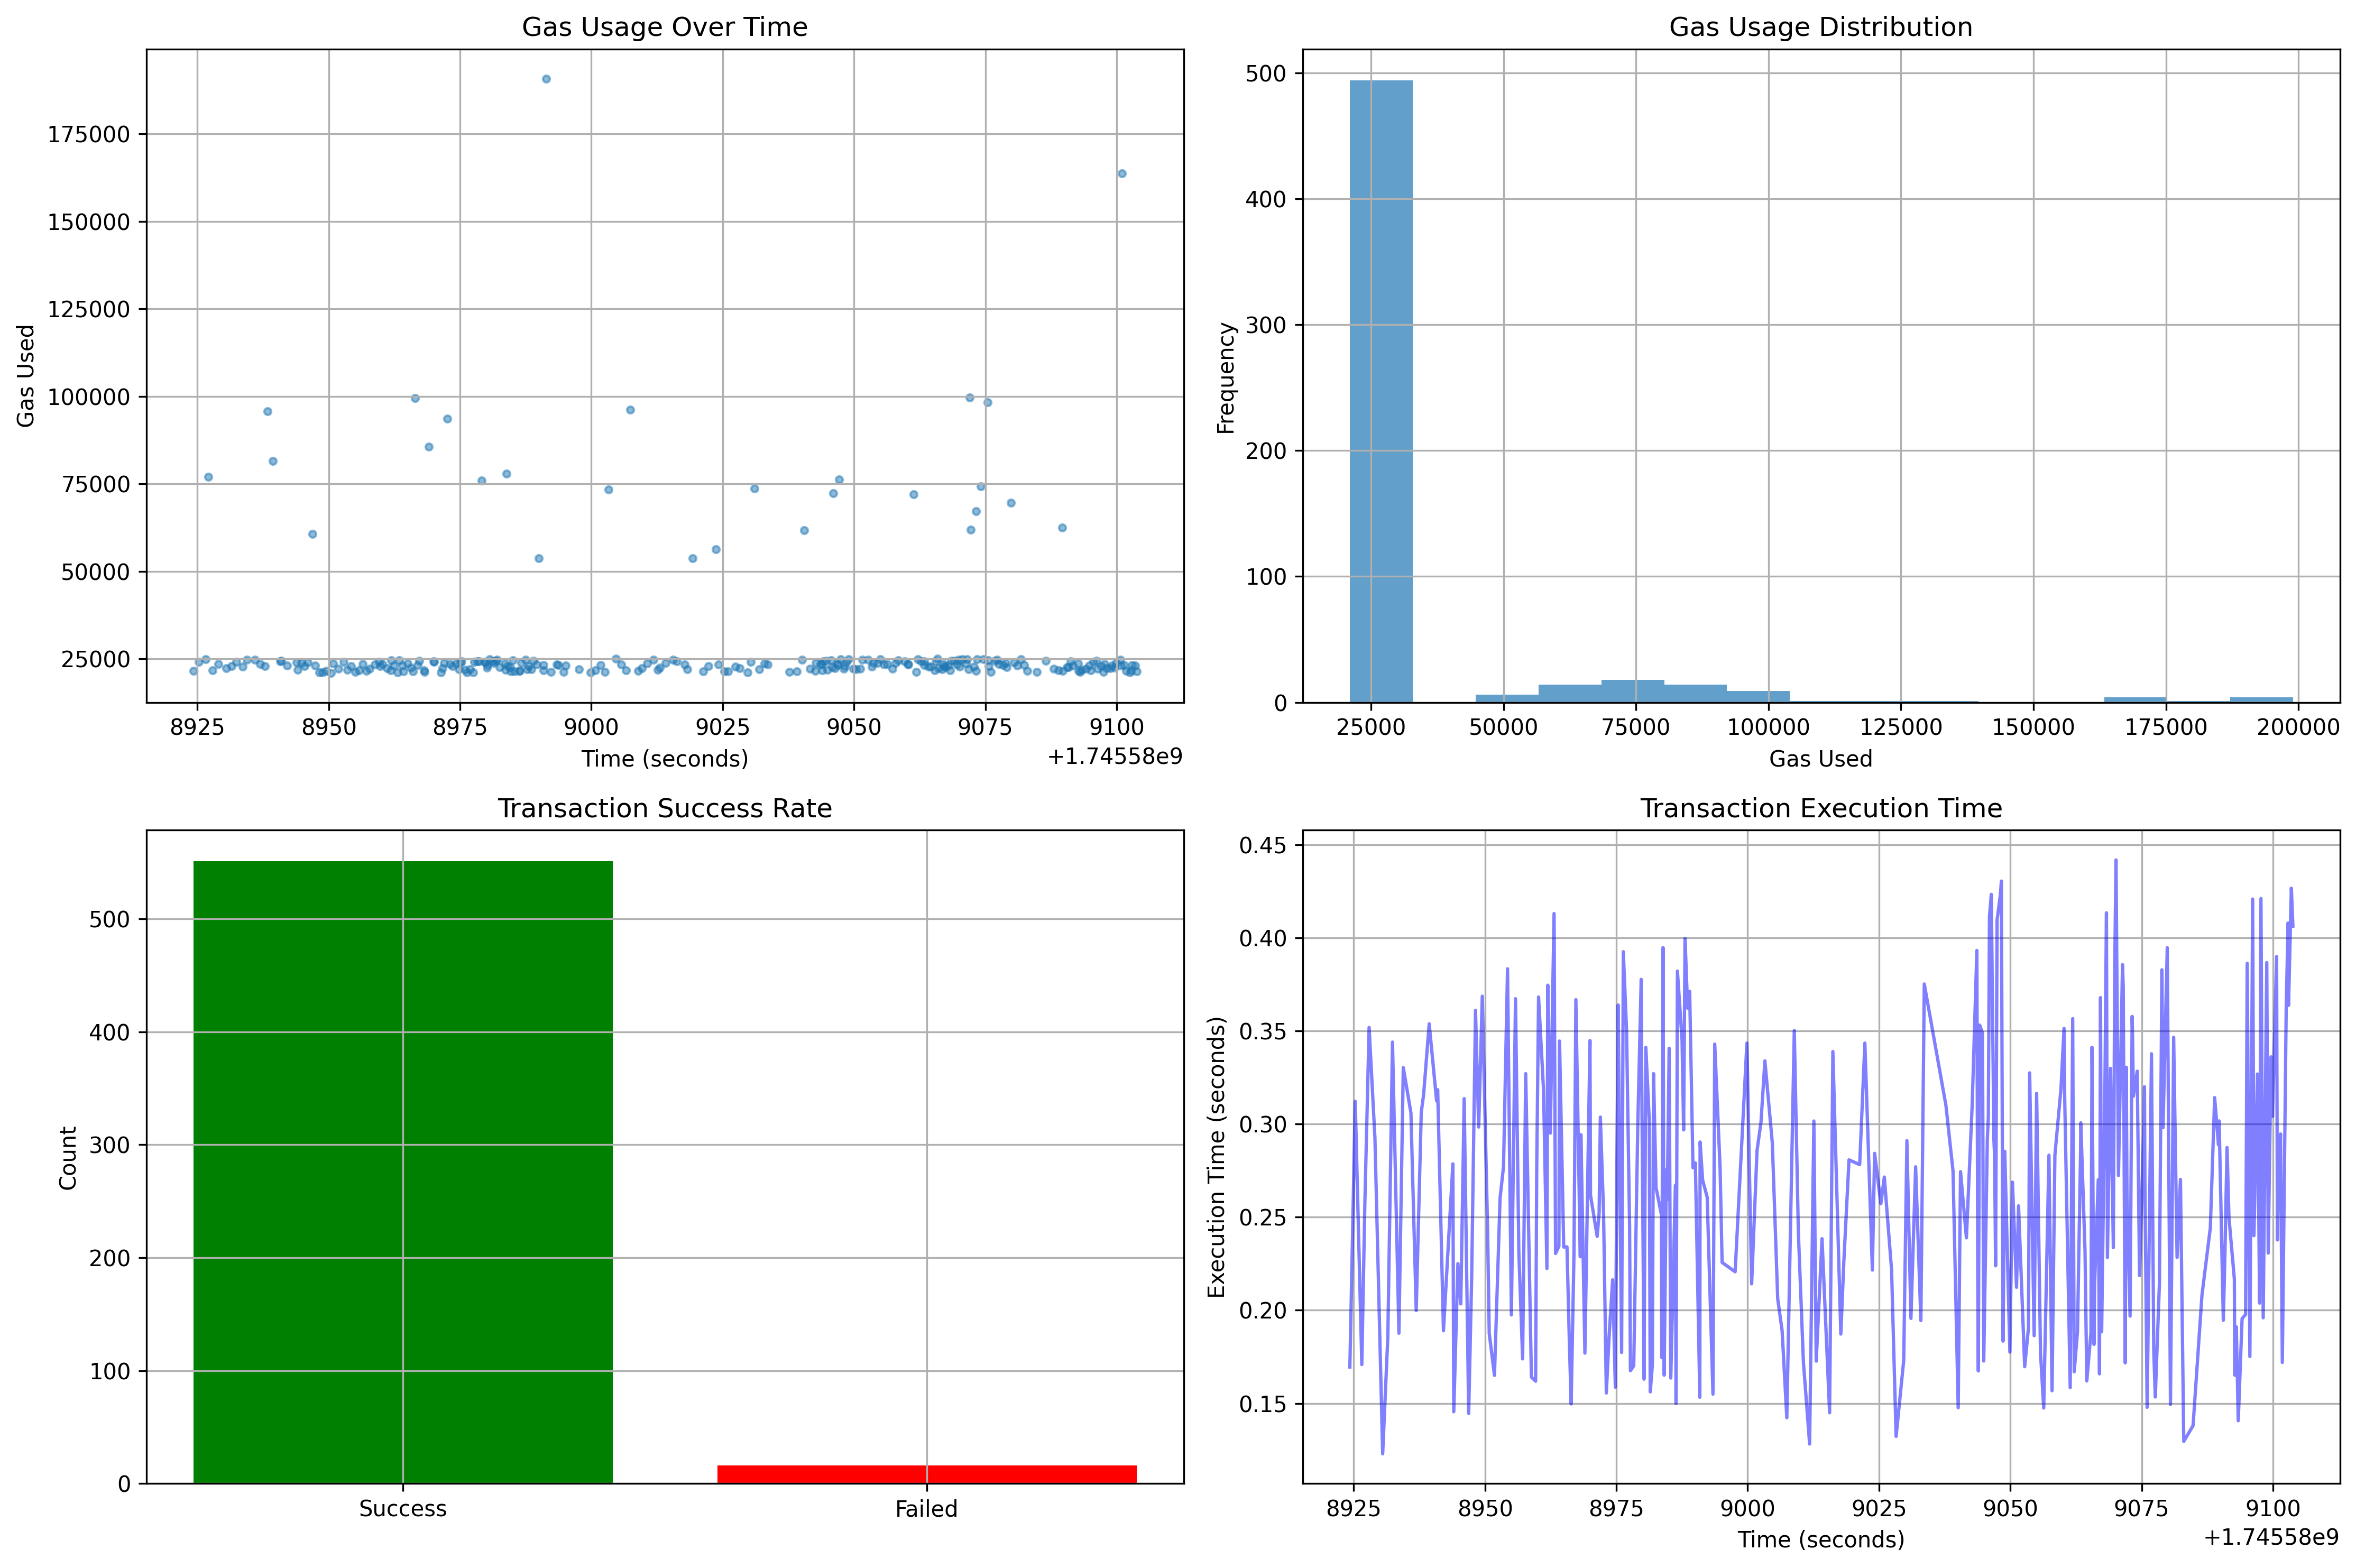 Gas Usage Over Time
Gas Used
175000
150000
125000
100000
75000
50000
25000
8925 8950 8975 9000 9025 9050 9075 9100
Time (seconds)
+1.74558e9
Gas Usage Distribution
Frequency
500
400
300
200
100
0
25000 50000 75000 100000 125000 150000 175000 200000
Gas Used
Transaction Success Rate
Count
500
400
300
200
100
0
Success Failed
Transaction Execution Time
Execution Time (seconds)
0.45
0.40
0.35
0.30
0.25
0.20
0.15
8925 8950 8975 9000 9025 9050 9075 9100
Time (seconds)
+1.74558e9